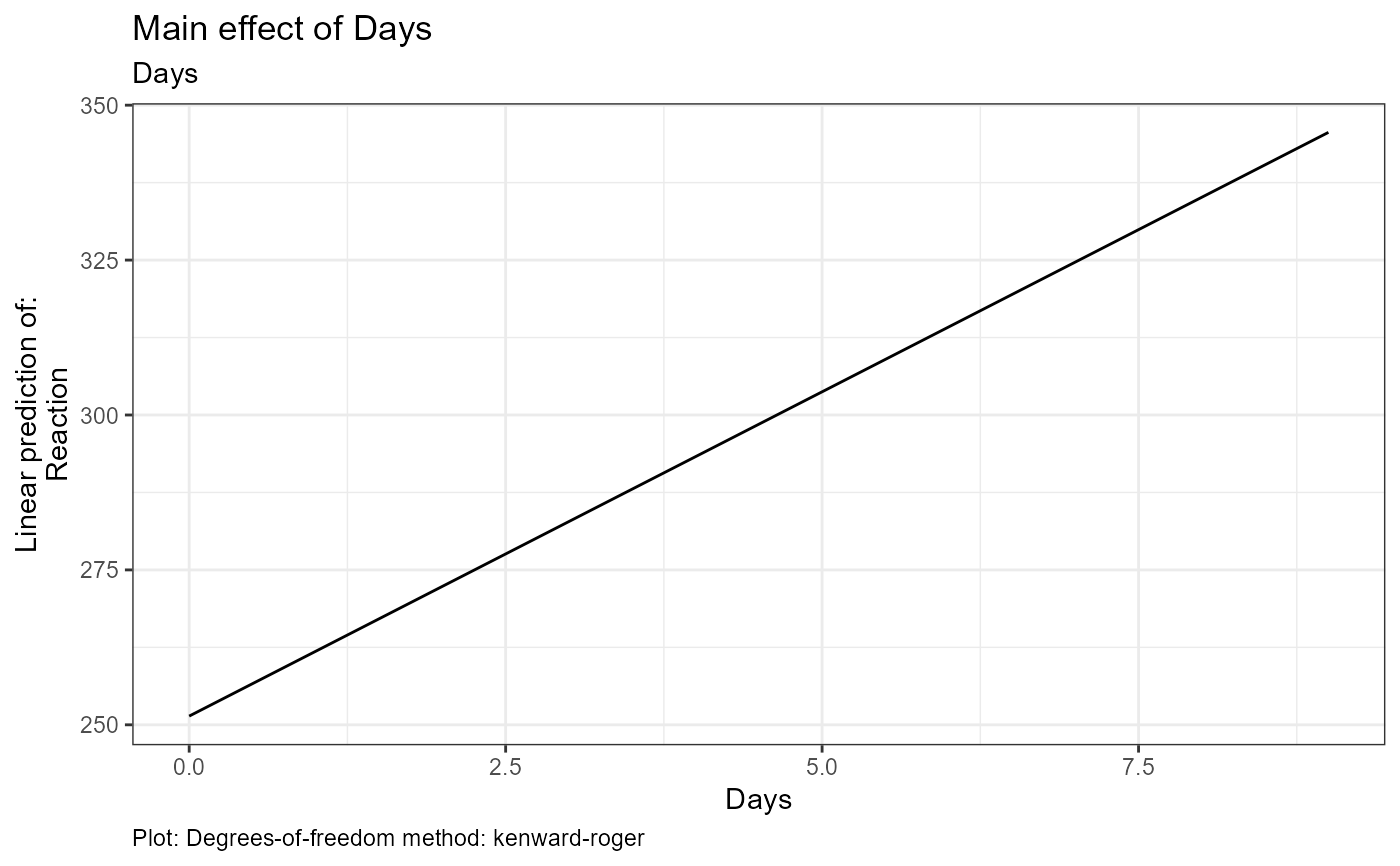 Main effect of Days
Days
350
325
300
275
250
Linear prediction of:
Reaction
0.0
2.5
5.0
7.5
Days
Plot: Degrees-of-freedom method: kenward-roger